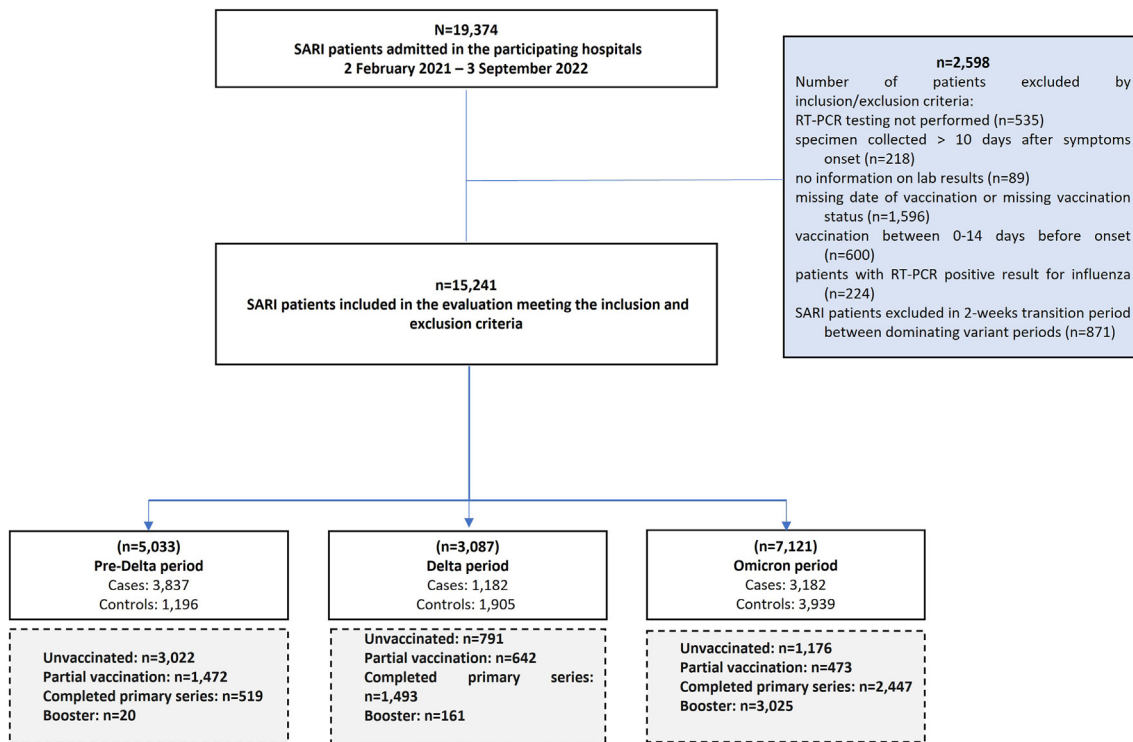 N=19,374
SARI patients admitted in the participating hospitals
2 February 2021 – 3 September 2022
n=2,598
Number of patients excluded by
inclusion/exclusion criteria:
RT-PCR testing not performed (n=535)
specimen collected > 10 days after symptoms
onset (n=218)
no information on lab results (n=89)
missing date of vaccination or missing vaccination
status (n=1,596)
vaccination between 0-14 days before onset
(n=600)
patients with RT-PCR positive result for influenza
(n=224)
SARI patients excluded in 2-weeks transition period
between dominating variant periods (n=871)
n=15,241
SARI patients included in the evaluation meeting the inclusion and
exclusion criteria
(n=5,033)
Pre-Delta period
Cases: 3,837
Controls: 1,196
(n=3,087)
Delta period
Cases: 1,182
Controls: 1,905
(n=7,121)
Omicron period
Cases: 3,182
Controls: 3,939
Unvaccinated: n=3,022
Partial vaccination: n=1,472
Completed primary series: n=519
Booster: n=20
Unvaccinated: n=791
Partial vaccination: n=642
Completed primary series:
n=1,493
Booster: n=161
Unvaccinated: n=1,176
Partial vaccination: n=473
Completed primary series: n=2,447
Booster: n=3,025